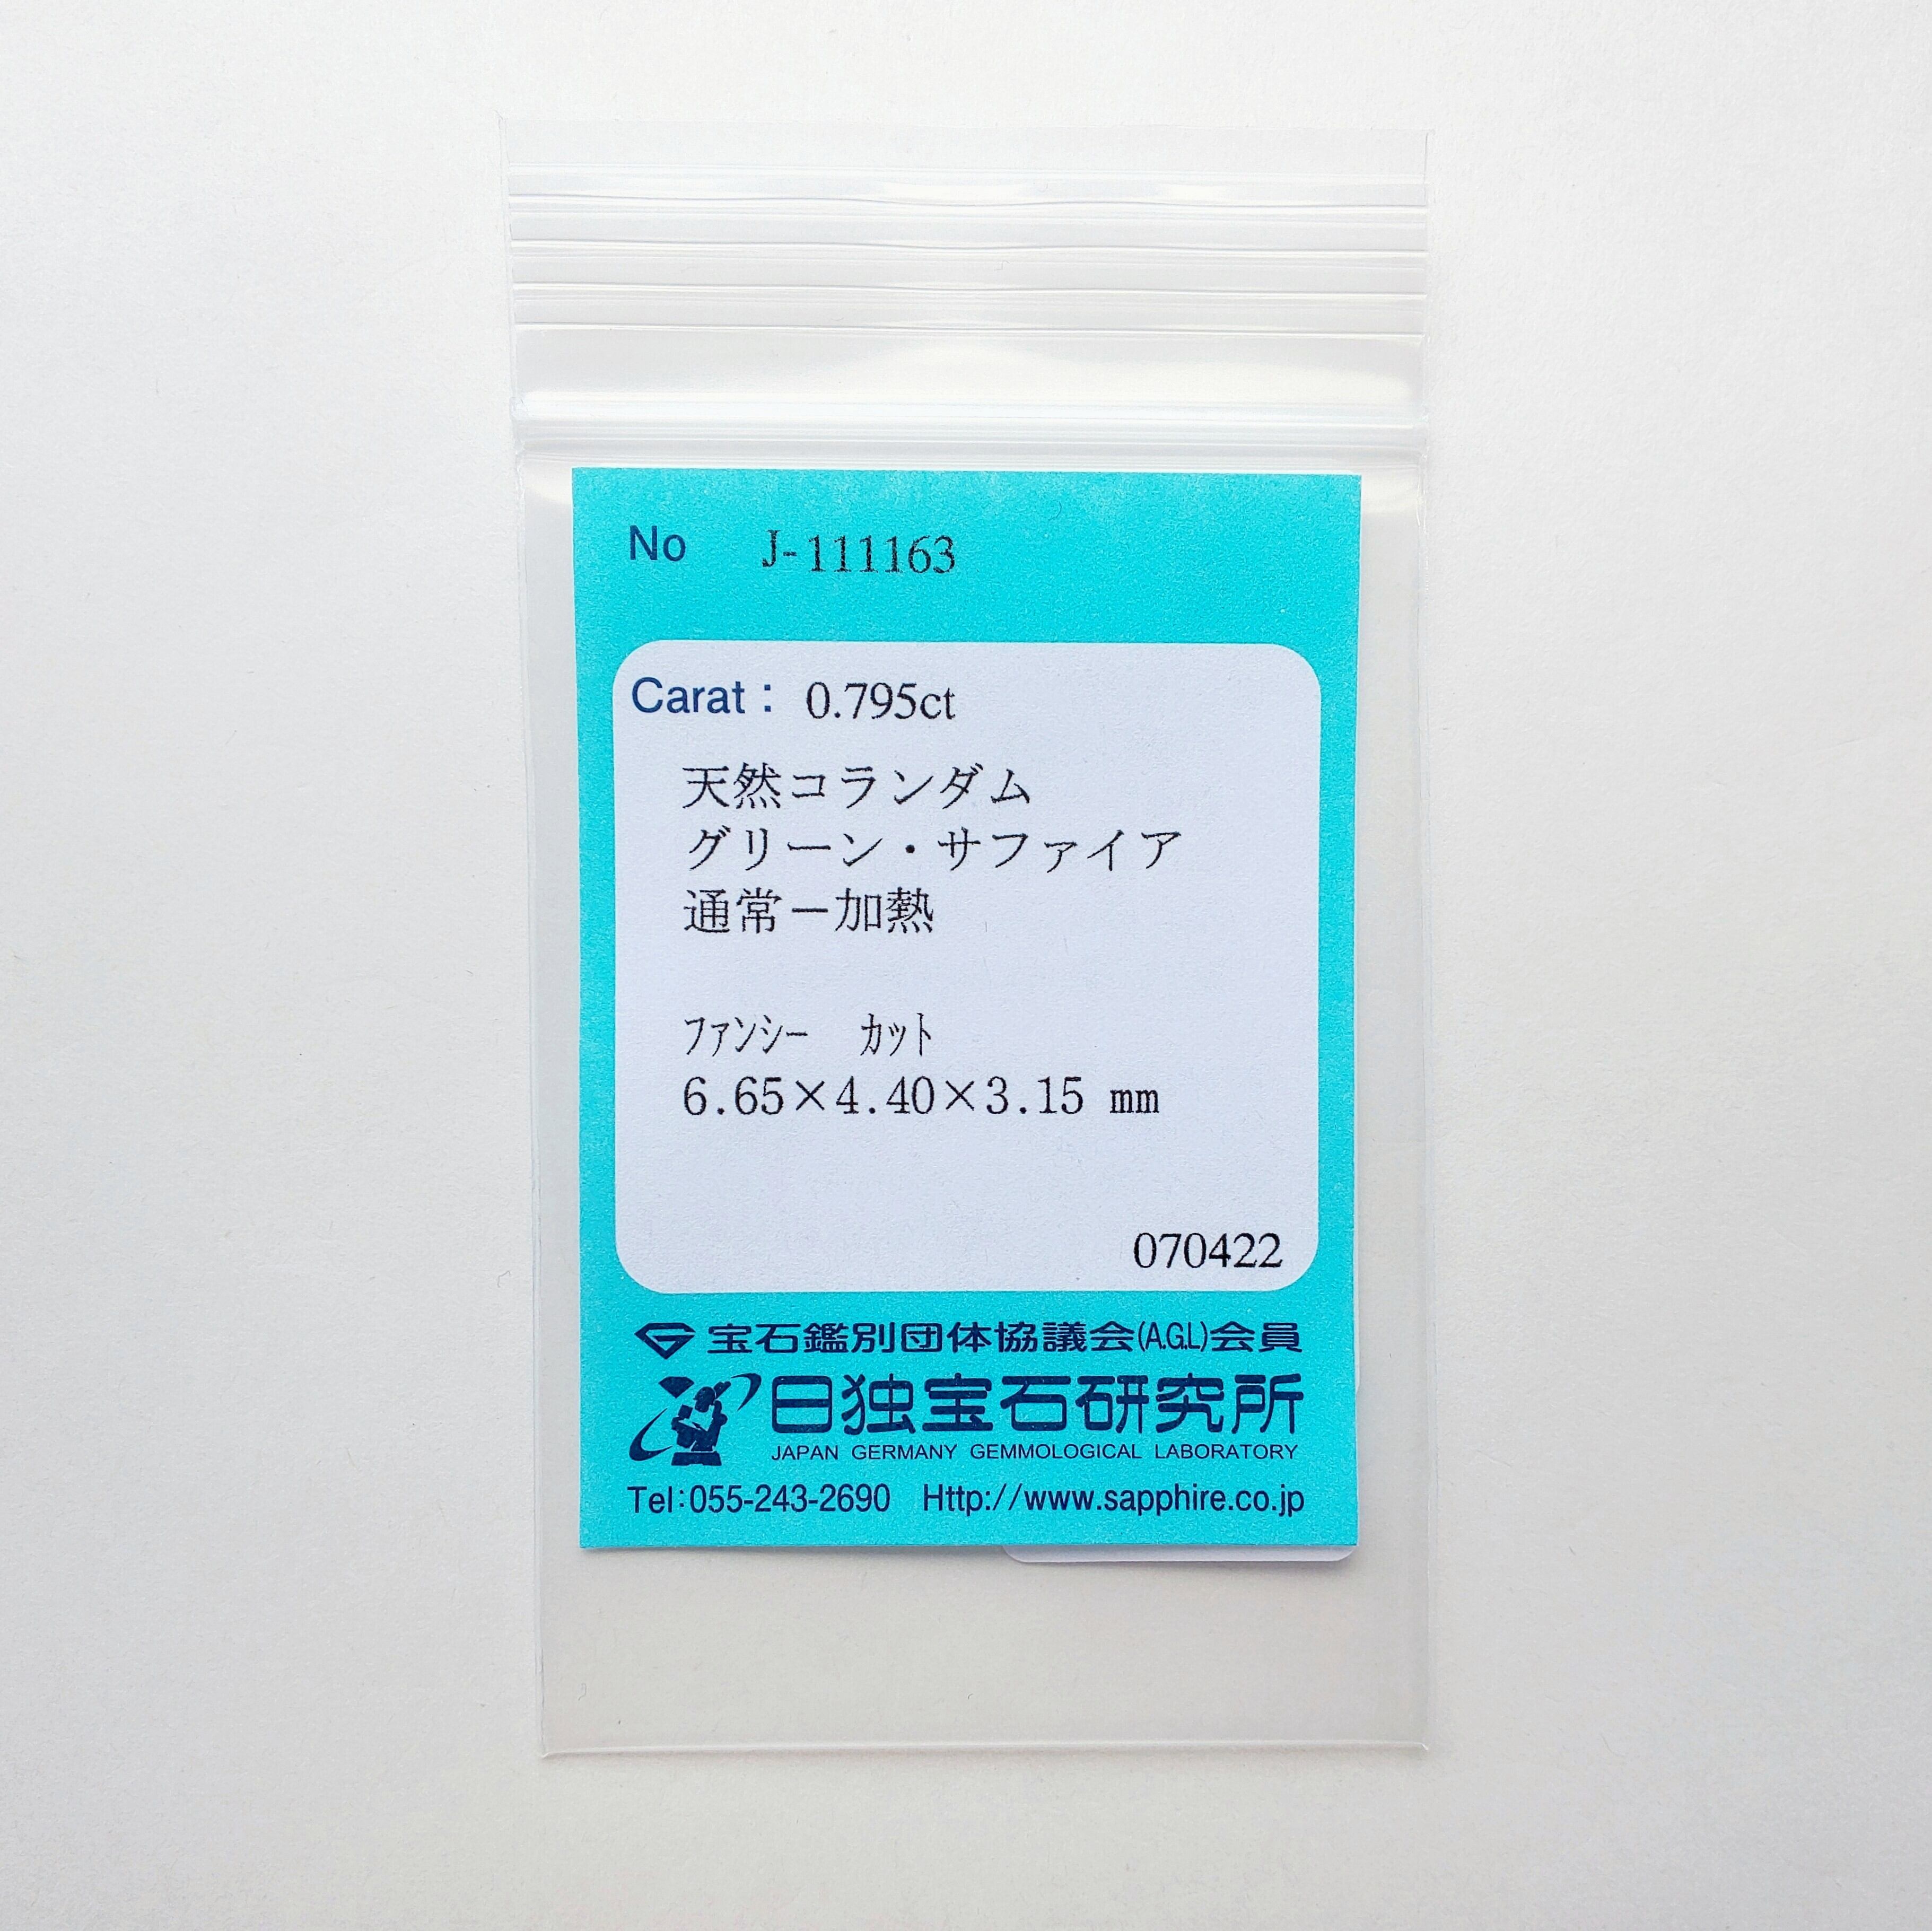 No J-111163
Carat: 0.795ct
天然コランダム
グリーン・サファイア
通常－加熱
ﾌｧﾝｼｰ ｶｯﾄ
6.65×4.40×3.15 mm
070422
宝石鑑別団体協議会(A.G.L)会員
日独宝石研究所
JAPAN GERMANY GEMMOLOGICAL LABORATORY
Tel:055-243-2690 Http://www.sapphire.co.jp